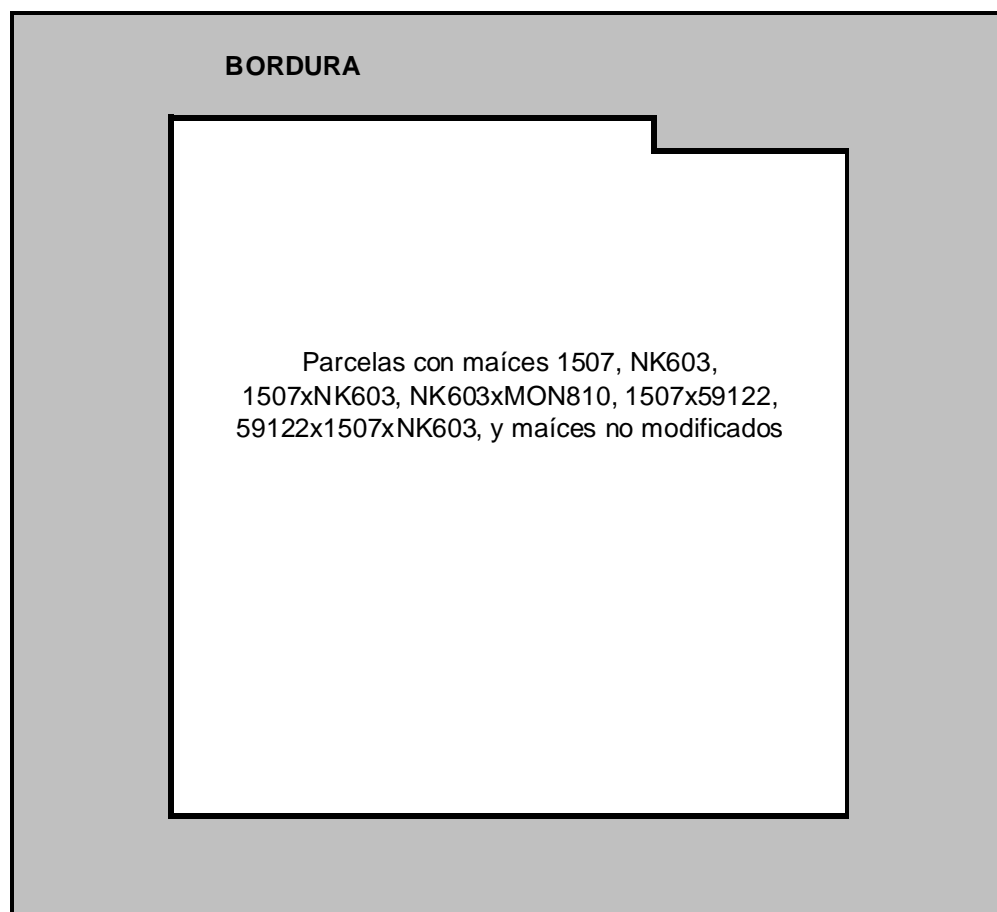 BORDURA
Parcelas con maíces 1507, NK603,
1507xNK603, NK603xMON810, 1507x59122,
59122x1507xNK603, y maíces no modificados